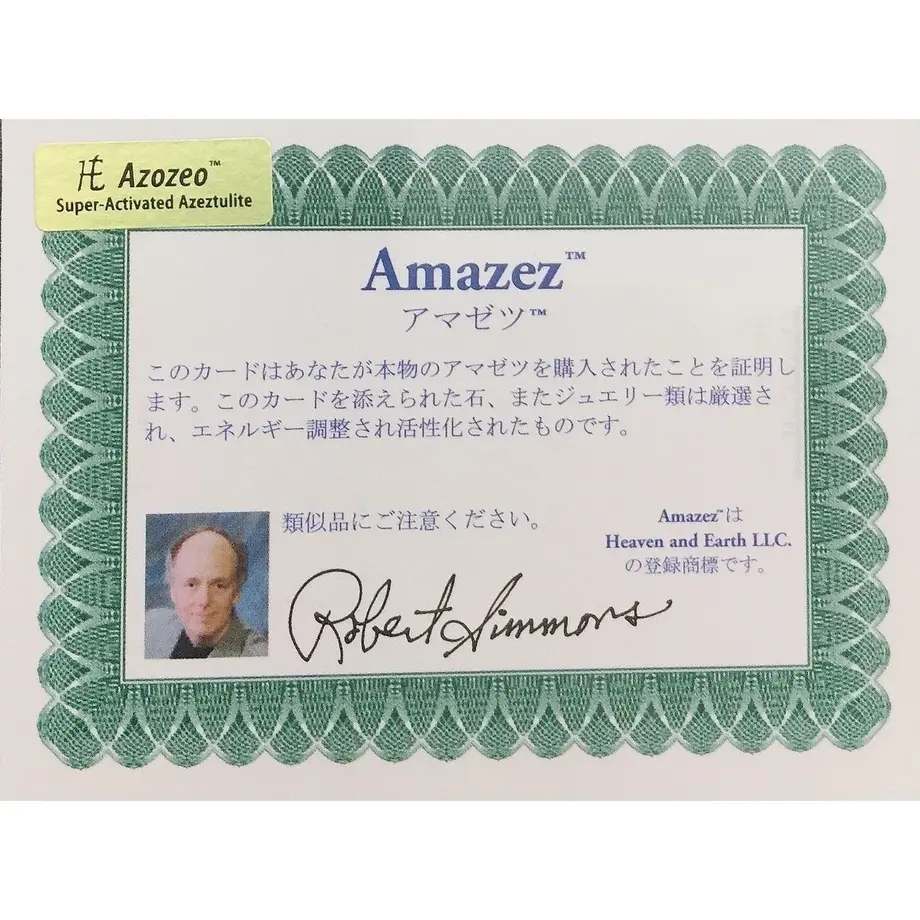 HE Azozeo™
Super-Activated Azeztulite
Amazez™
アマゼツ™
このカードはあなたが本物のアマゼツを購入されたことを証明し
ます。このカードを添えられた石、またジュエリー類は厳選さ
れ、エネルギー調整され活性化されたものです。
類似品にご注意ください。
Amazez™は
Heaven and Earth LLC.
の登録商標です。
Robert Simmons